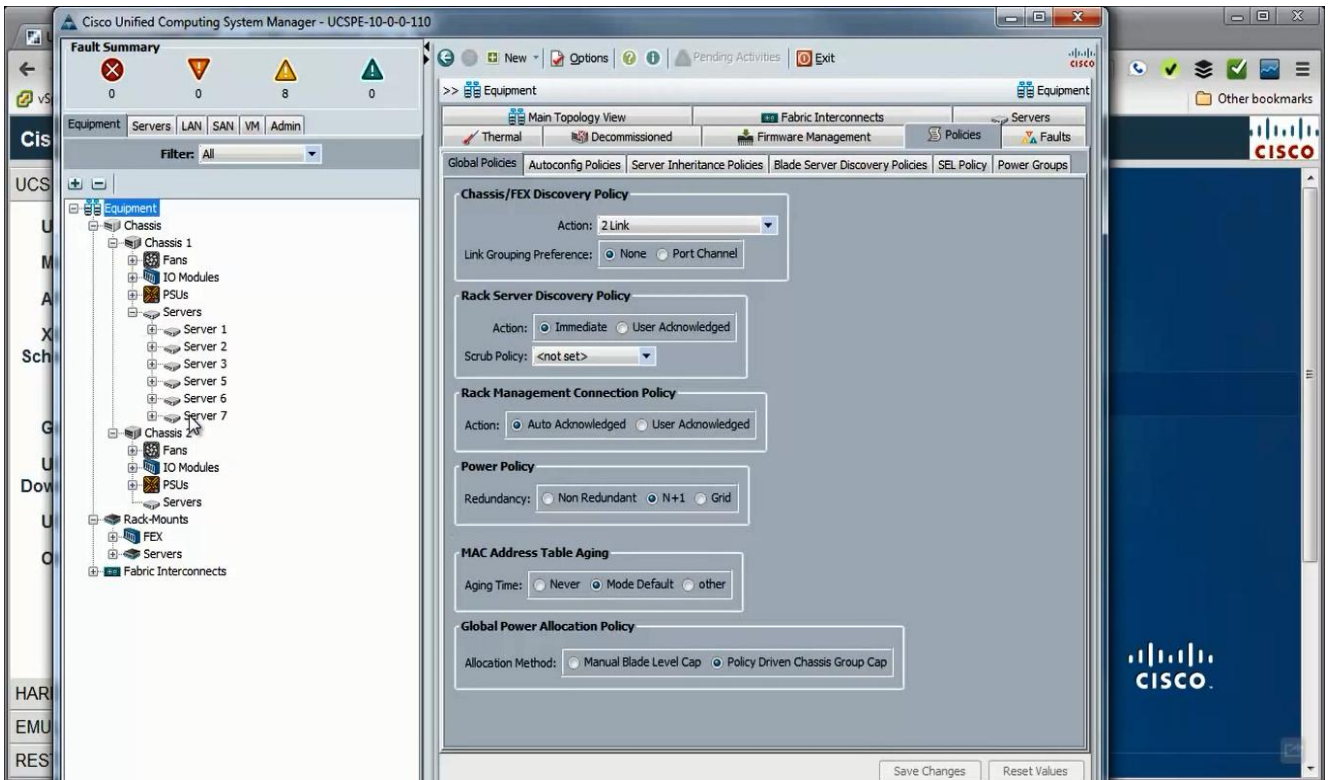 Cisco Unified Computing System Manager - UCSPE-10-0-0-110
Fault Summary
0 0 8 0
New Options Pending Activities Exit
CISCO
>> Equipment Equipment
Other bookmarks
Equipment Servers LAN SAN VM Admin
Filter: All
Main Topology View Fabric Interconnects Servers
Thermal Decommissioned Firmware Management Policies Faults
Global Policies Autoconfig Policies Server Inheritance Policies Blade Server Discovery Policies SEL Policy Power Groups
Cis
CISCO
UCS
Equipment
Chassis
Chassis 1
Fans
IO Modules
PSUs
Servers
Server 1
Server 2
Server 3
Server 5
Server 6
Server 7
Chassis 2
Fans
IO Modules
PSUs
Servers
Rack-Mounts
FEX
Servers
Fabric Interconnects
Chassis/FEX Discovery Policy
Action: 2 Link
Link Grouping Preference: None Port Channel
Rack Server Discovery Policy
Action: Immediate User Acknowledged
Scrub Policy: <not set>
Rack Management Connection Policy
Action: Auto Acknowledged User Acknowledged
Power Policy
Redundancy: Non Redundant N+1 Grid
MAC Address Table Aging
Aging Time: Never Mode Default other
Global Power Allocation Policy
Allocation Method: Manual Blade Level Cap Policy Driven Chassis Group Cap
Sch
Dow
HAR
EMU
RES
CISCO.
Save Changes Reset Values